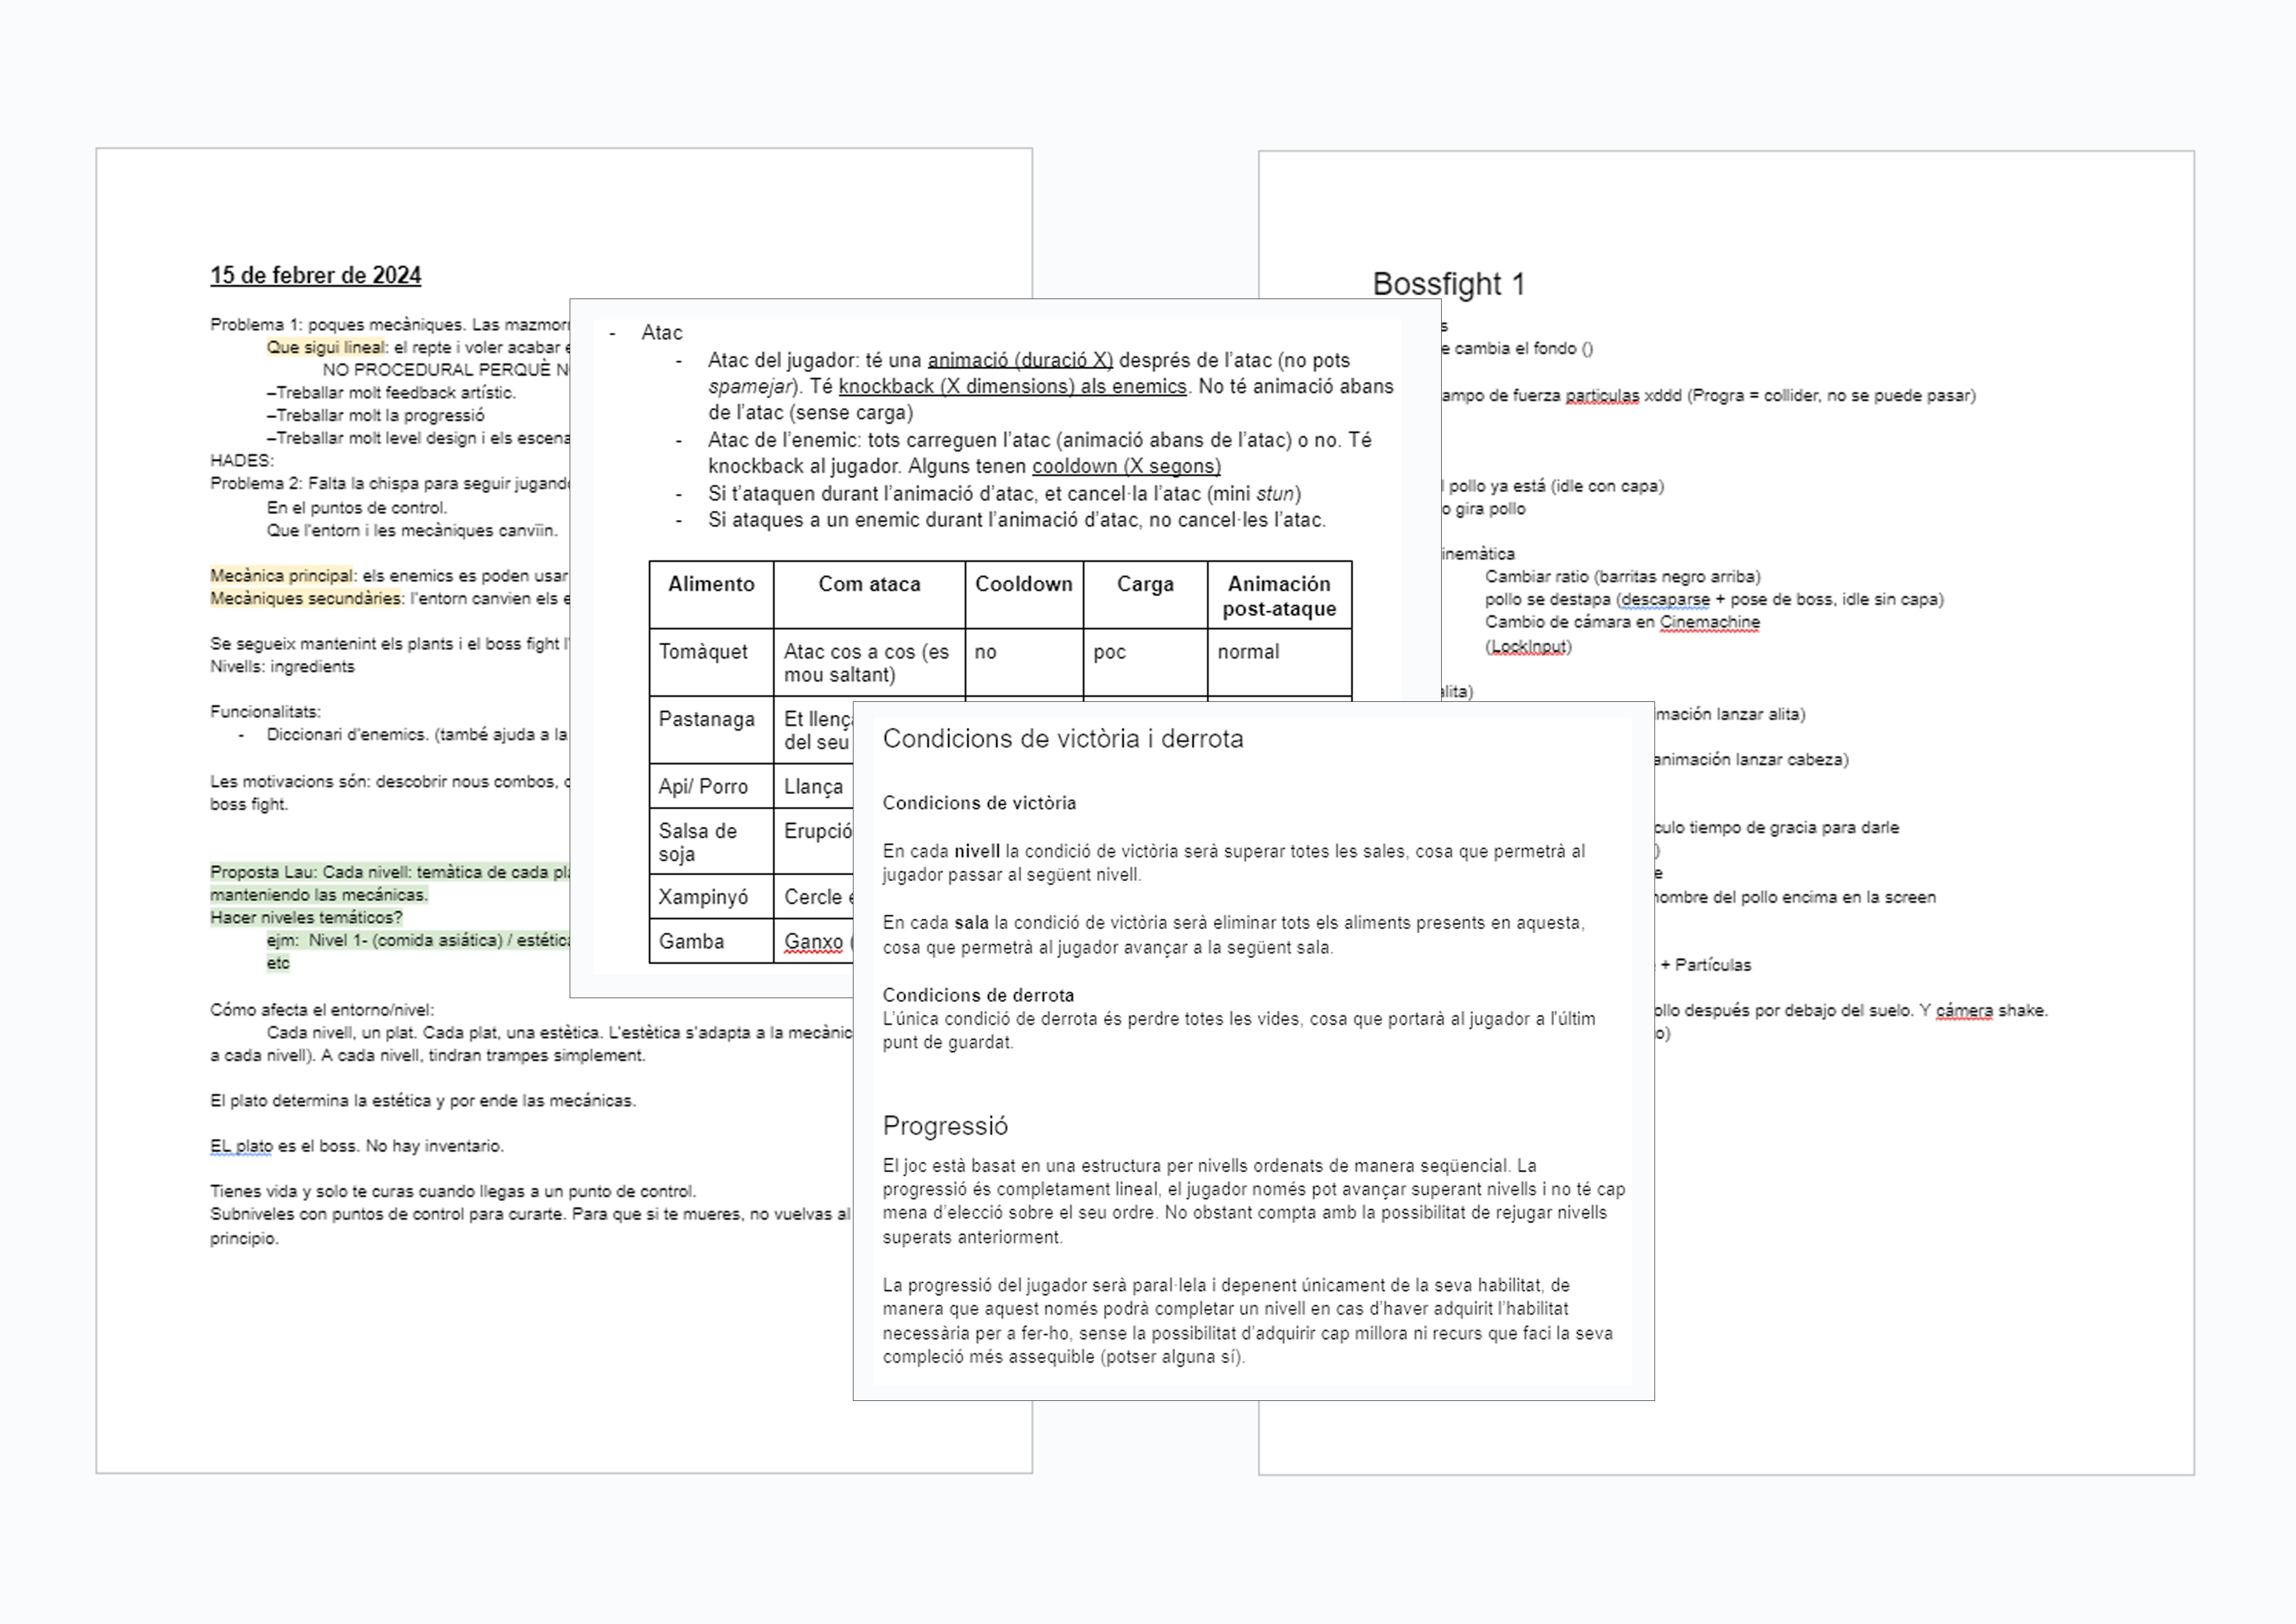 15 de febrer de 2024
Problema 1: poques mecàniques. Las
Que sigui lineal: el repte i voler acabar
NO PROCEDURAL PERQUÈ
–Treballar molt feedback artístic.
–Treballar molt la progressió
–Treballar molt level design i els
HADES:
Problema 2: Falta la chispa para seguir
En el puntos de control.
Que l'entorn i les mecàniques canvïin.
Mecànica principal: els enemics es poden usar
Mecàniques secundàries: l'entorn canvien els
Se segueix mantenint els plants i el boss fight
Nivells: ingredients
Funcionalitats:
- Diccionari d'enemics. (també ajuda a la
Les motivacions són: descobrir nous combos,
boss fight.
Proposta Lau: Cada nivell: temàtica de cada
manteniendo las mecánicas.
Hacer niveles temáticos?
ejm: Nivel 1- (comida asiática) /
etc
Cómo afecta el entorno/nivel:
Cada nivell, un plat. Cada plat, una estètica. L'estètica s'adapta a la
a cada nivell). A cada nivell, tindran trampes simplement.
El plato determina la estética y por ende las mecánicas.
EL plato es el boss. No hay inventario.
Tienes vida y solo te curas cuando llegas a un punto de control.
Subniveles con puntos de control para curarte. Para que si te mueres, no vuelvas al
principio.
- Atac
- Atac del jugador: té una animació (duració X) després de l'atac (no pots
spamejar). Té knockback (X dimensions) als enemics. No té animació abans
de l'atac (sense carga)
- Atac de l'enemic: tots carreguen l'atac (animació abans de l'atac) o no. Té
knockback al jugador. Alguns tenen cooldown (X segons)
- Si t'ataquen durant l'animació d'atac, et cancel·la l'atac (mini stun)
- Si ataques a un enemic durant l'animació d'atac, no cancel·les l'atac.
Alimento Com ataca Cooldown Carga Animación
post-ataque
Tomàquet Atac cos a cos (es no poc normal
mou saltant)
Pastanaga Et
del seu
Api/ Porro Llança
Salsa de Erupció
soja
Xampinyó Cercle
Gamba Ganxo
Condicions de victòria i derrota
Condicions de victòria
En cada nivell la condició de victòria serà superar totes les sales, cosa que permetrà al
jugador passar al següent nivell.
En cada sala la condició de victòria serà eliminar tots els aliments presents en aquesta,
cosa que permetrà al jugador avançar a la següent sala.
Condicions de derrota
L'única condició de derrota és perdre totes les vides, cosa que portarà al jugador a l'últim
punt de guardat.
Progressió
El joc està basat en una estructura per nivells ordenats de manera seqüencial. La
progressió és completament lineal, el jugador només pot avançar superant nivells i no té cap
mena d'elecció sobre el seu ordre. No obstant compta amb la possibilitat de rejugar nivells
superats anteriorment.
La progressió del jugador serà paral·lela i depenent únicament de la seva habilitat, de
manera que aquest només podrà completar un nivell en cas d'haver adquirit l'habilitat
necessària per a fer-ho, sense la possibilitat d'adquirir cap millora ni recurs que faci la seva
compleció més assequible (potser alguna sí).
Bossfight 1
cambia el fondo ()
de fuerza particulas xddd (Progra = collider, no se puede pasar)
pollo ya está (idle con capa)
gira pollo
Cambiar ratio (barritas negro arriba)
pollo se destapa (descaparse + pose de boss, idle sin capa)
Cambio de cámara en Cinemachine
(LockInput)
lanzar alita)
animación lanzar cabeza)
tiempo de gracia para darle
del pollo encima en la screen
+ Partículas
después por debajo del suelo. Y cámera shake.